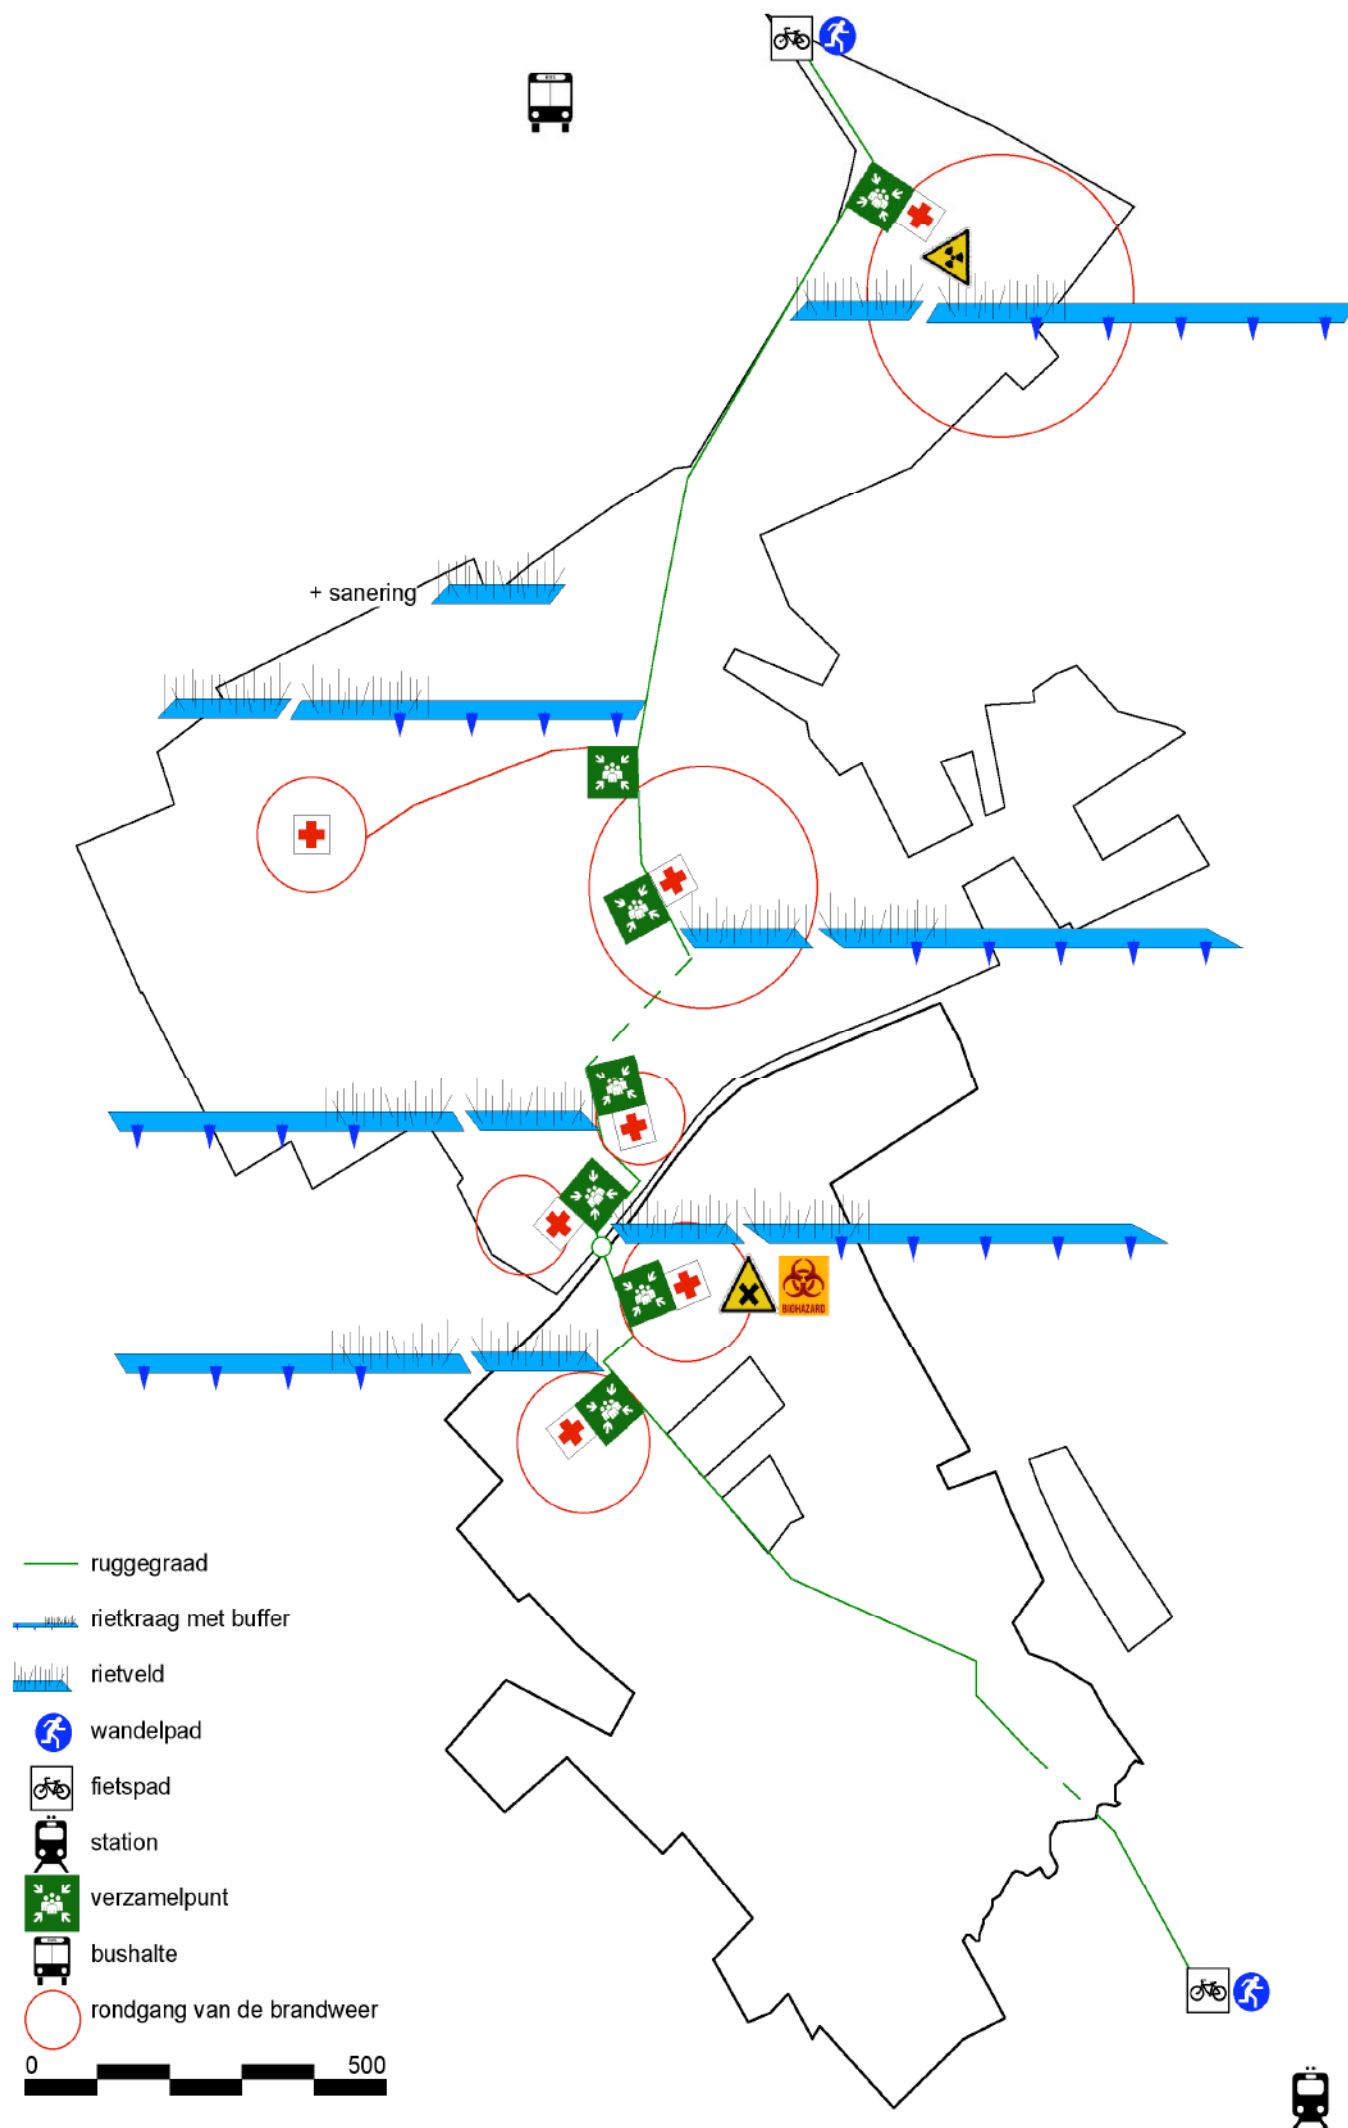 + sanering
BIOHAZARD
ruggegraad
rietkraag met buffer
rietveld
wandelpad
fietspad
station
verzamelpunt
bushalte
rondgang van de brandweer
0 500